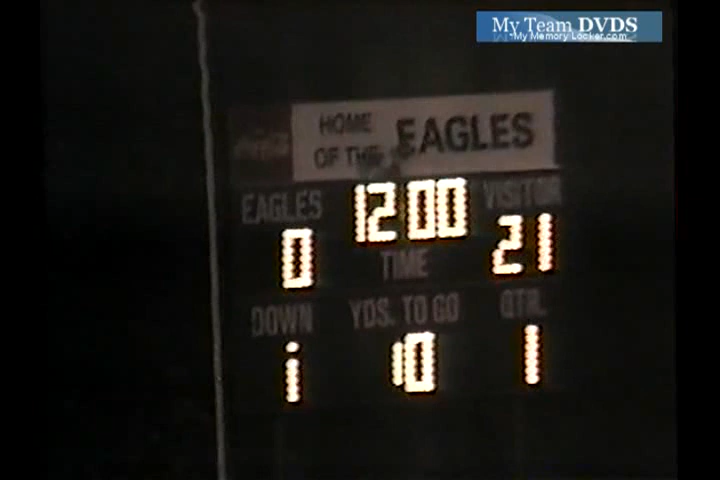 My Team DVDS
My Memory Locker.com
HOME
OF THE
EAGLES
EAGLES
12:00
VISITOR
0
TIME
21
DOWN
YDS. TO GO
QTR.
1
10
1